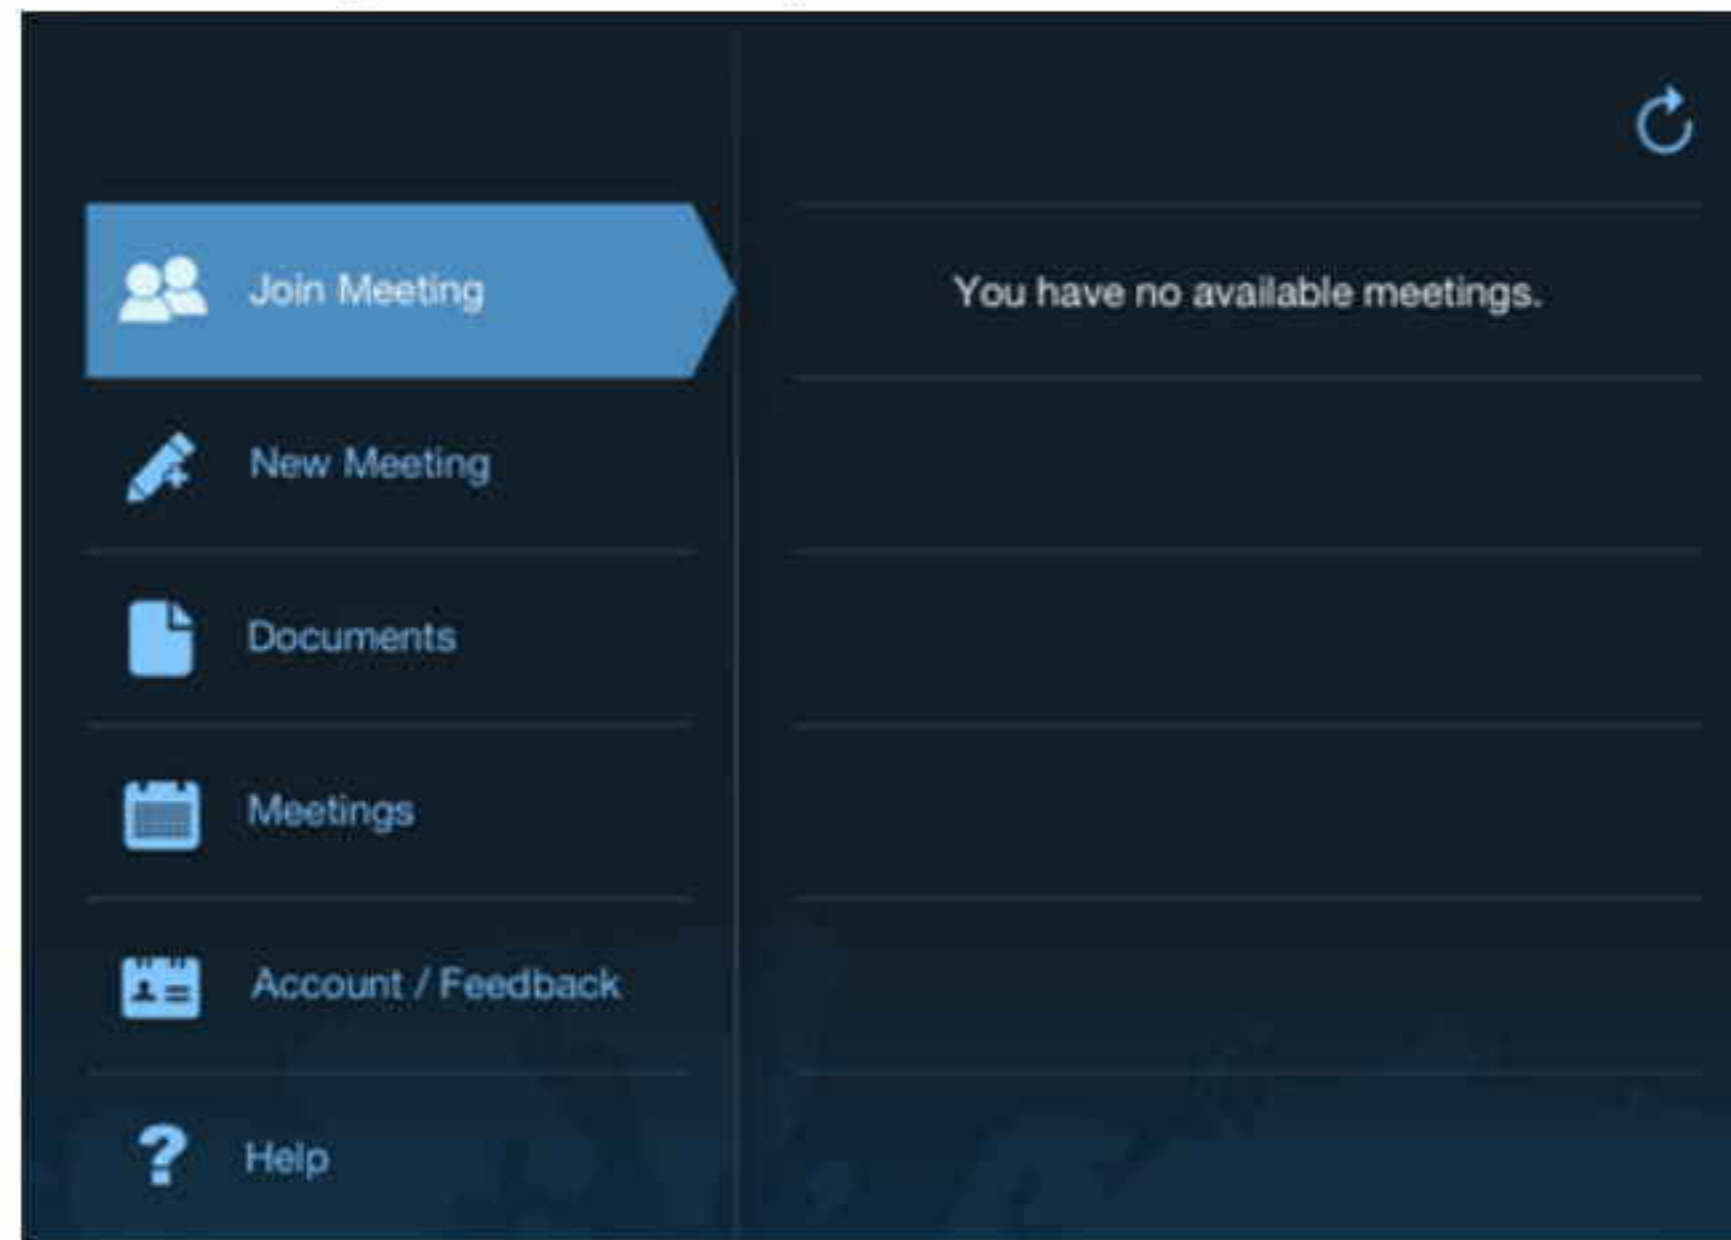 Join Meeting
You have no available meetings.
New Meeting
Documents
Meetings
Account / Feedback
Help